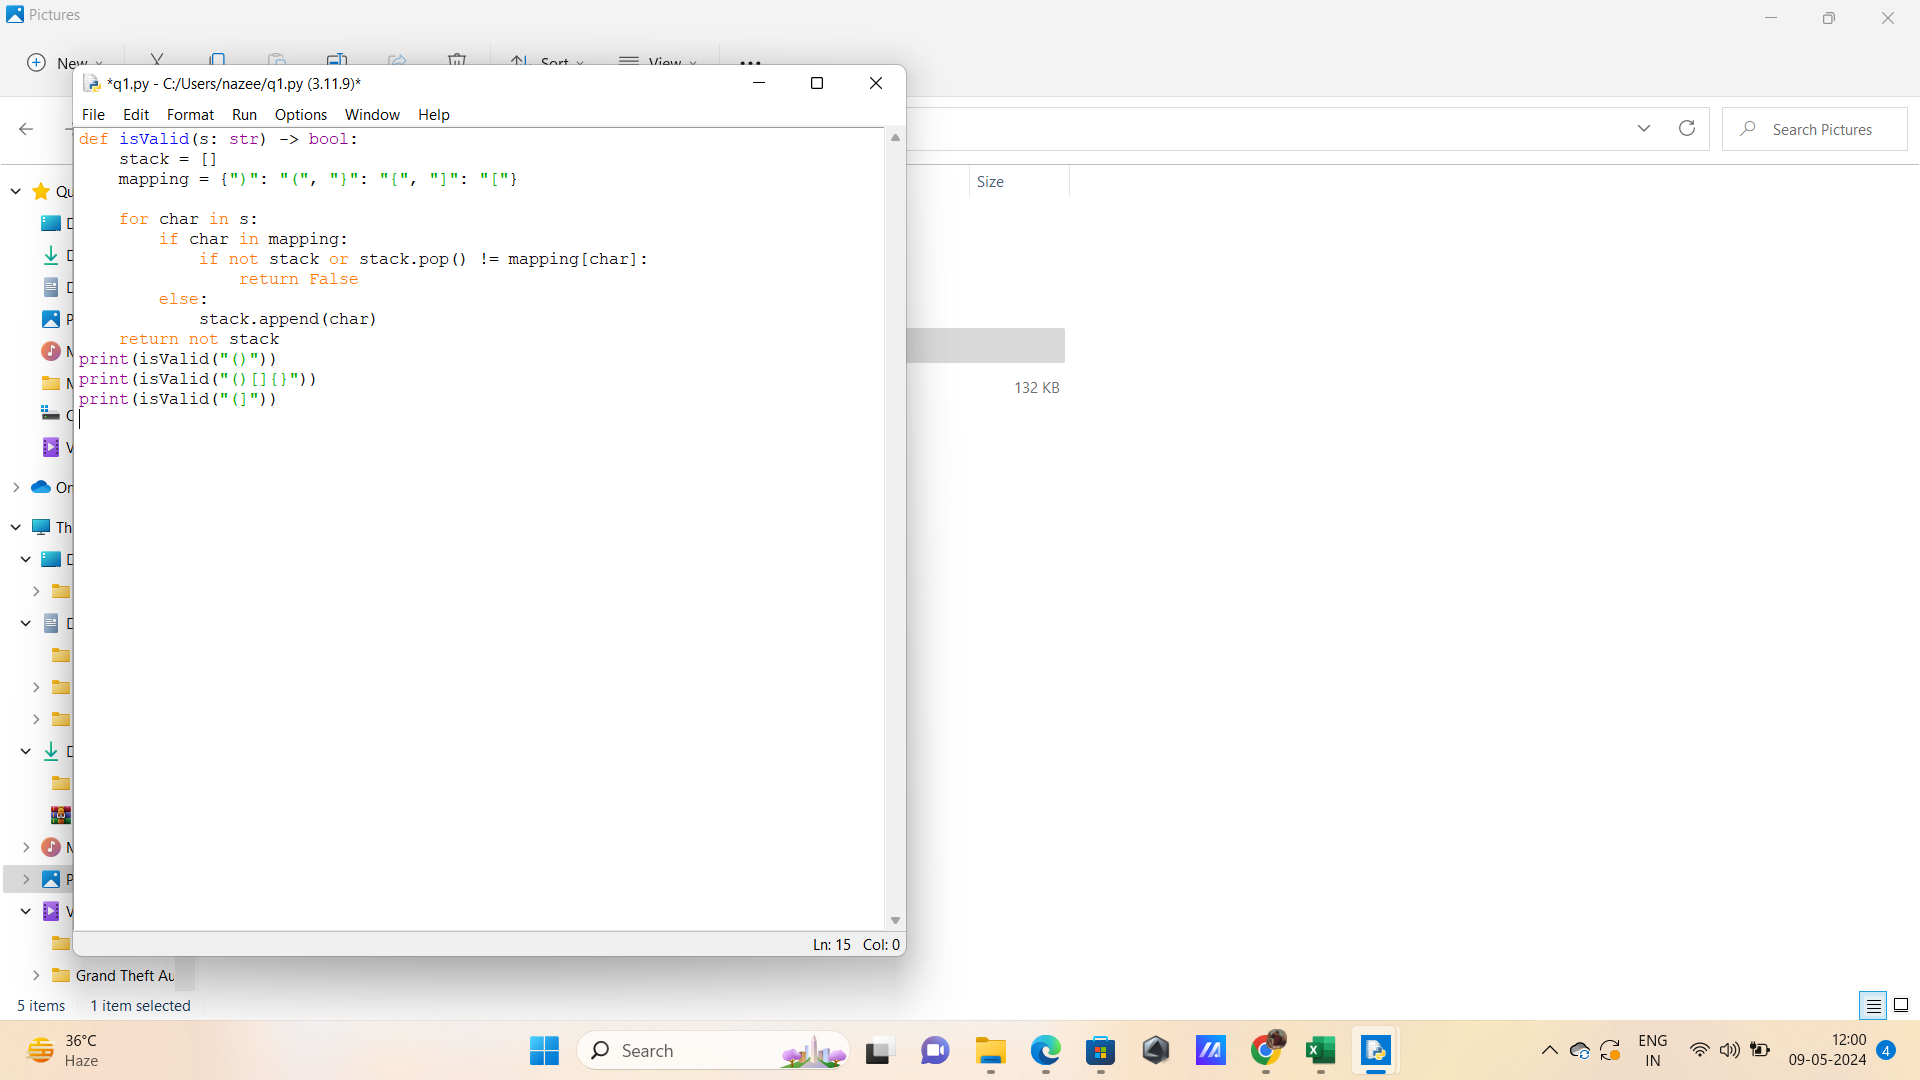 Pictures
New
Sort
View
*q1.py - C:/Users/nazee/q1.py (3.11.9)*
File Edit Format Run Options Window Help
Search Pictures
Size
132 KB
def isValid(s: str) -> bool:
    stack = []
    mapping = {")": "(", "}": "{", "]": "["}
    for char in s:
        if char in mapping:
            if not stack or stack.pop() != mapping[char]:
                return False
        else:
            stack.append(char)
    return not stack
print(isValid("()"))
print(isValid("()[]{}"))
print(isValid("(]"))
Ln: 15 Col: 0
Grand Theft Au
5 items 1 item selected
36°C
Haze
Search
ENG
IN
12:00
09-05-2024
4